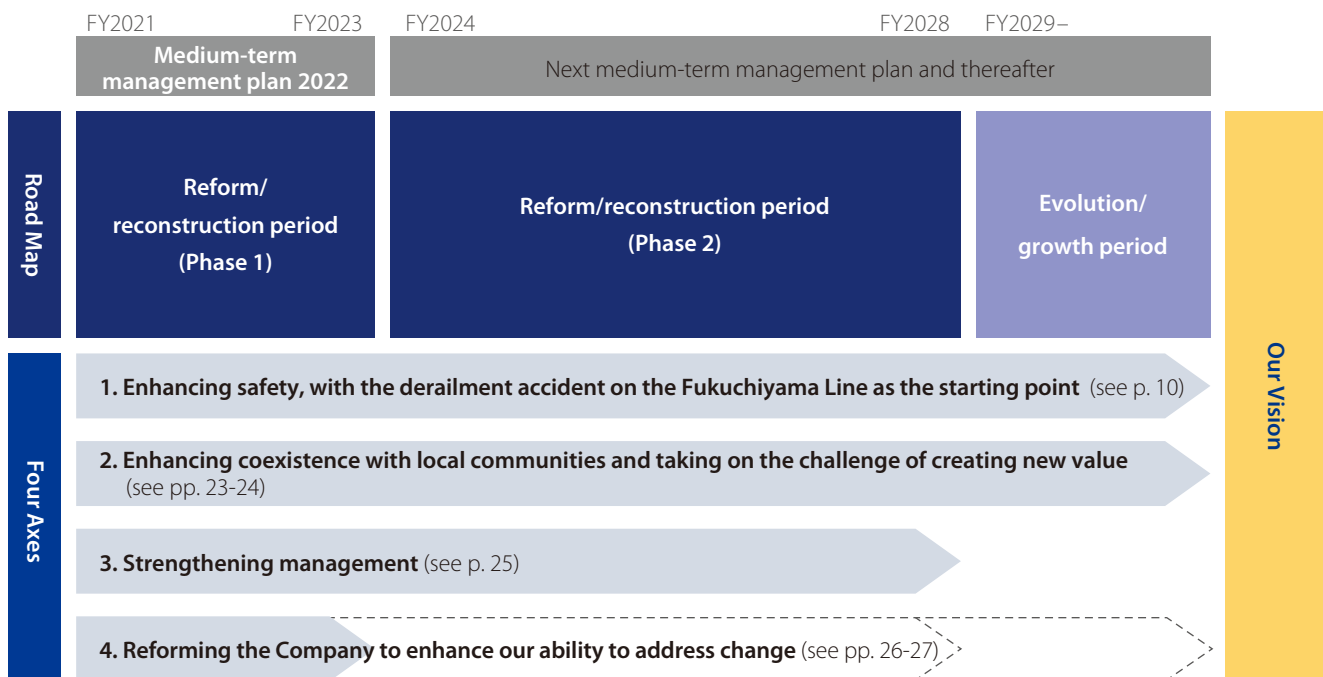 FY2021
FY2023
FY2024
FY2028
FY2029–
Medium-term
management plan 2022
Next medium-term management plan and thereafter
Road Map
Reform/
reconstruction period
(Phase 1)
Reform/reconstruction period
(Phase 2)
Evolution/
growth period
Four Axes
1. Enhancing safety, with the derailment accident on the Fukuchiyama Line as the starting point (see p. 10)
2. Enhancing coexistence with local communities and taking on the challenge of creating new value
(see pp. 23-24)
3. Strengthening management (see p. 25)
4. Reforming the Company to enhance our ability to address change (see pp. 26-27)
Our Vision